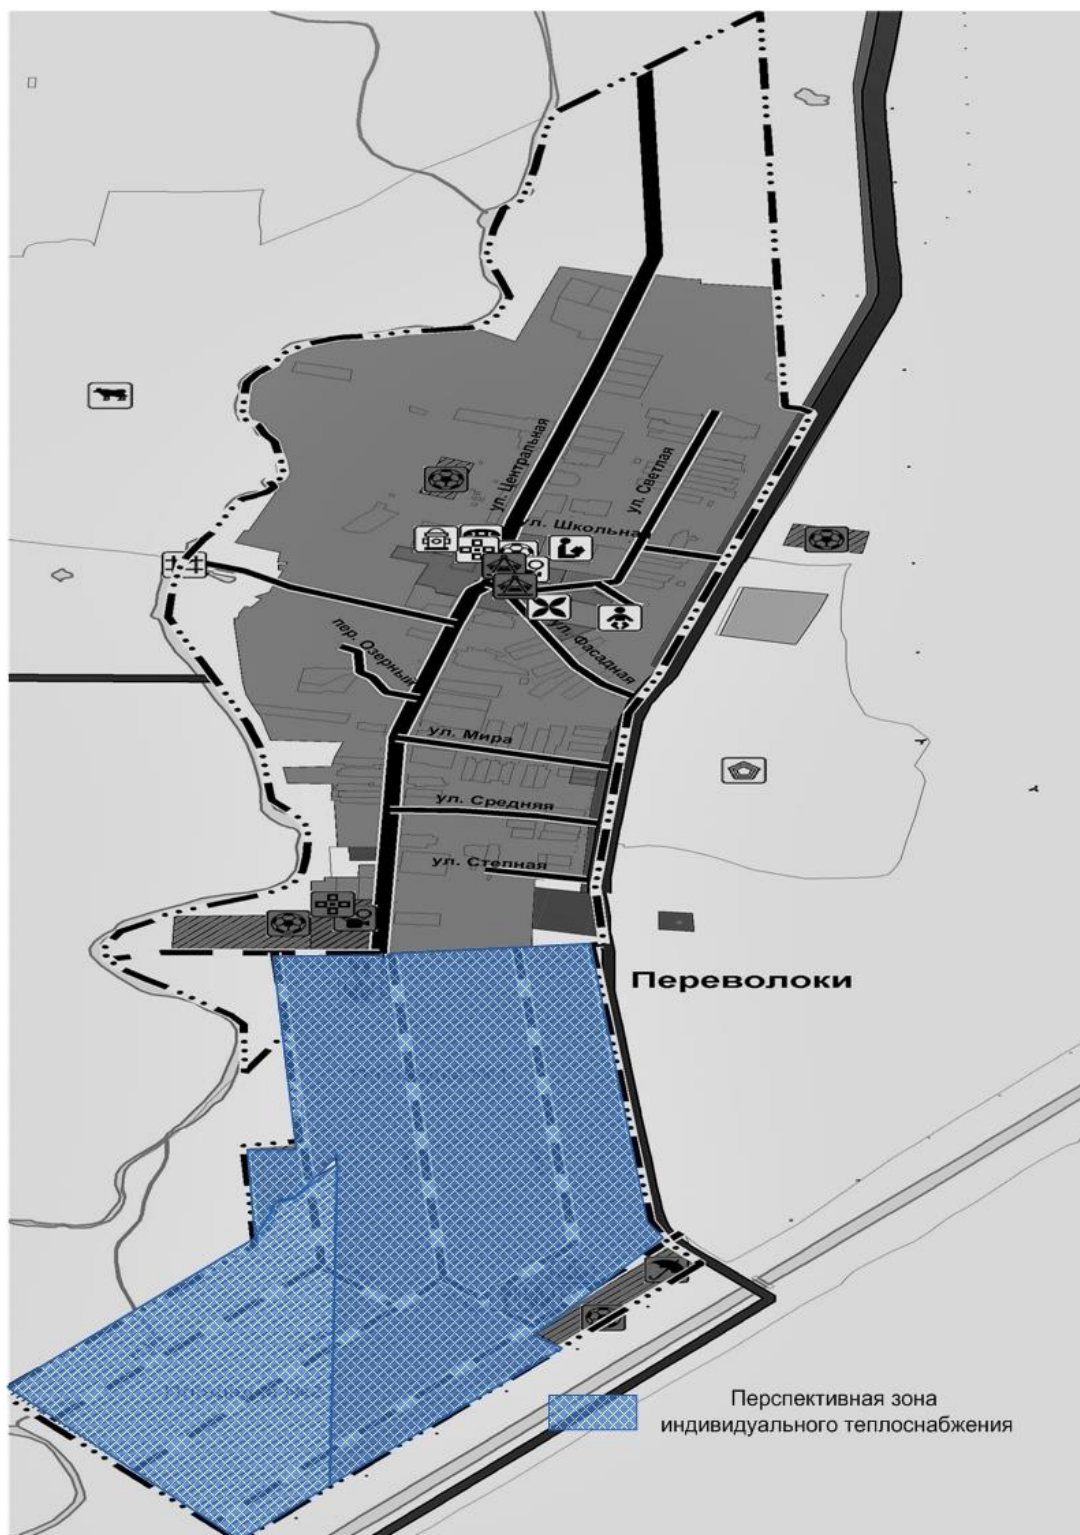 ул. Центральная
ул. Светлая
ул. Школьна
пер. Озерный
ул. Фасадная
ул. Мира
ул. Средняя
ул. Степная
Переволоки
Перспективная зона
индивидуального теплоснабжения